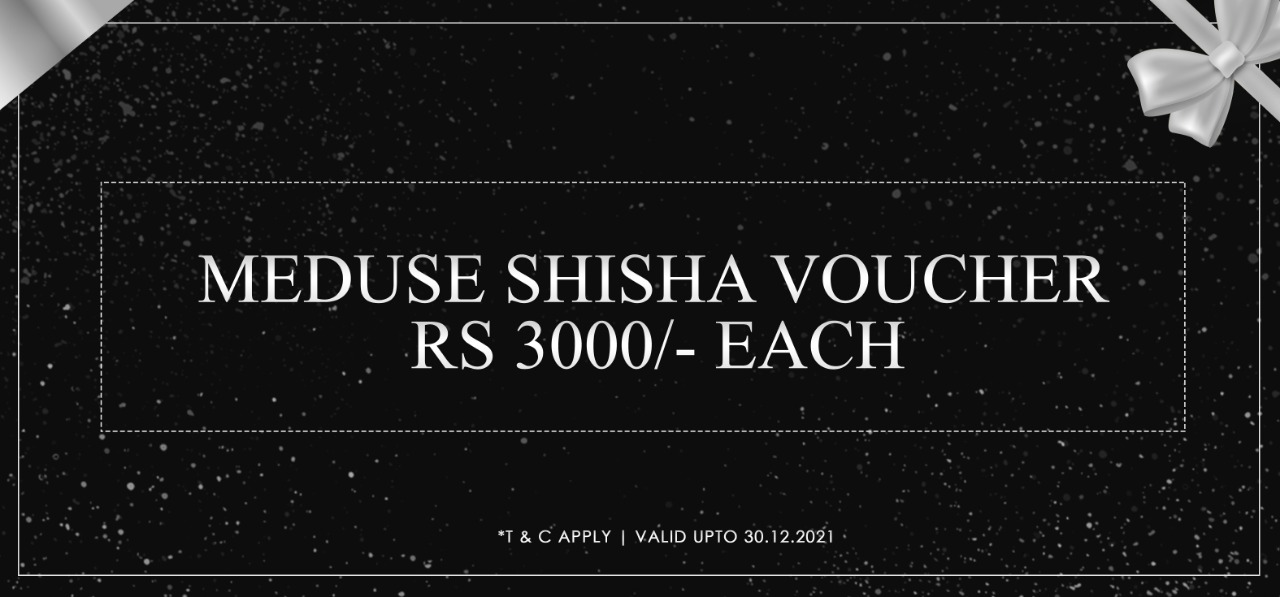 MEDUSE SHISHA VOUCHER
RS 3000/- EACH
*T & C APPLY | VALID UPTO 30.12.2021